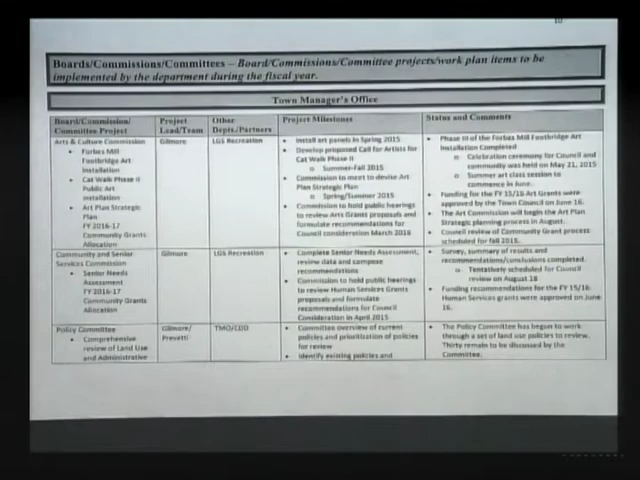 10
Boards/Commissions/Committees – Board/Commissions/Committee projects/work plan items to be
implemented by the department during the fiscal year.
Town Manager's Office
Board/Commission/
Committee Project
Project
Lead/Team
Other
Depts./Partners
Project Milestones
Status and Comments
Arts & Culture Commission
• Forbes Mill
Footbridge Art
Installation
• Cat Walk Phase II
Public Art
Installation
• Art Plan Strategic
Plan
FY 2016-17
Community Grants
Allocation
Gilmore
LGS Recreation
• Install art panels in Spring 2015
• Develop proposed Call for Artists for
Cat Walk Phase II
o Summer-Fall 2015
• Commission to meet to devise Art
Plan Strategic Plan
o Spring/Summer 2015
• Commission to hold public hearings
to review Arts Grants proposals and
formulate recommendations for
Council consideration March 2016
• Phase III of the Forbes Mill Footbridge Art
Installation Completed
o Celebration ceremony for Council and
community was held on May 21, 2015
o Summer art class session to
commence in June.
• Funding for the FY 15/16 Art Grants were
approved by the Town Council on June 16.
• The Art Commission will begin the Art Plan
Strategic planning process in August.
• Council review of Community Grant process
scheduled for fall 2015.
Community and Senior
Services Commission
• Senior Needs
Assessment
FY 2016-17
Community Grants
Allocation
Gilmore
LGS Recreation
• Complete Senior Needs Assessment,
review data and compose
recommendations
• Commission to hold public hearings
to review Human Services Grants
proposals and formulate
recommendations for Council
Consideration in April 2015
• Survey, summary of results and
recommendations/conclusions completed.
o Tentatively scheduled for Council
review on August 18
• Funding recommendations for the FY 15/16
Human Services grants were approved on June
16.
Policy Committee
• Comprehensive
review of Land Use
and Administrative
Gilmore/
Prevetti
TMO/CDD
• Committee overview of current
policies and prioritization of policies
for review
• Identify existing policies and
• The Policy Committee has begun to work
through a set of land use policies to review.
Thirty remain to be discussed by the
Committee.